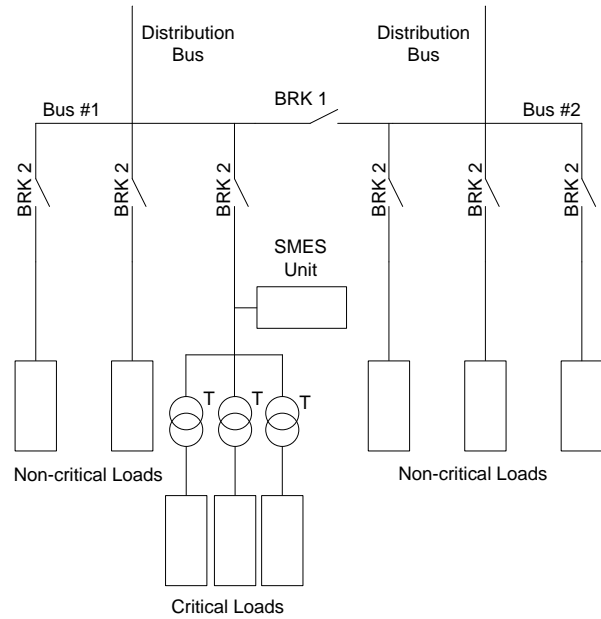 Distribution
Bus
Distribution
Bus
BRK 1
Bus #1
Bus #2
BRK 2
BRK 2
BRK 2
BRK 2
BRK 2
BRK 2
SMES
Unit
T
T
T
Non-critical Loads
Non-critical Loads
Critical Loads